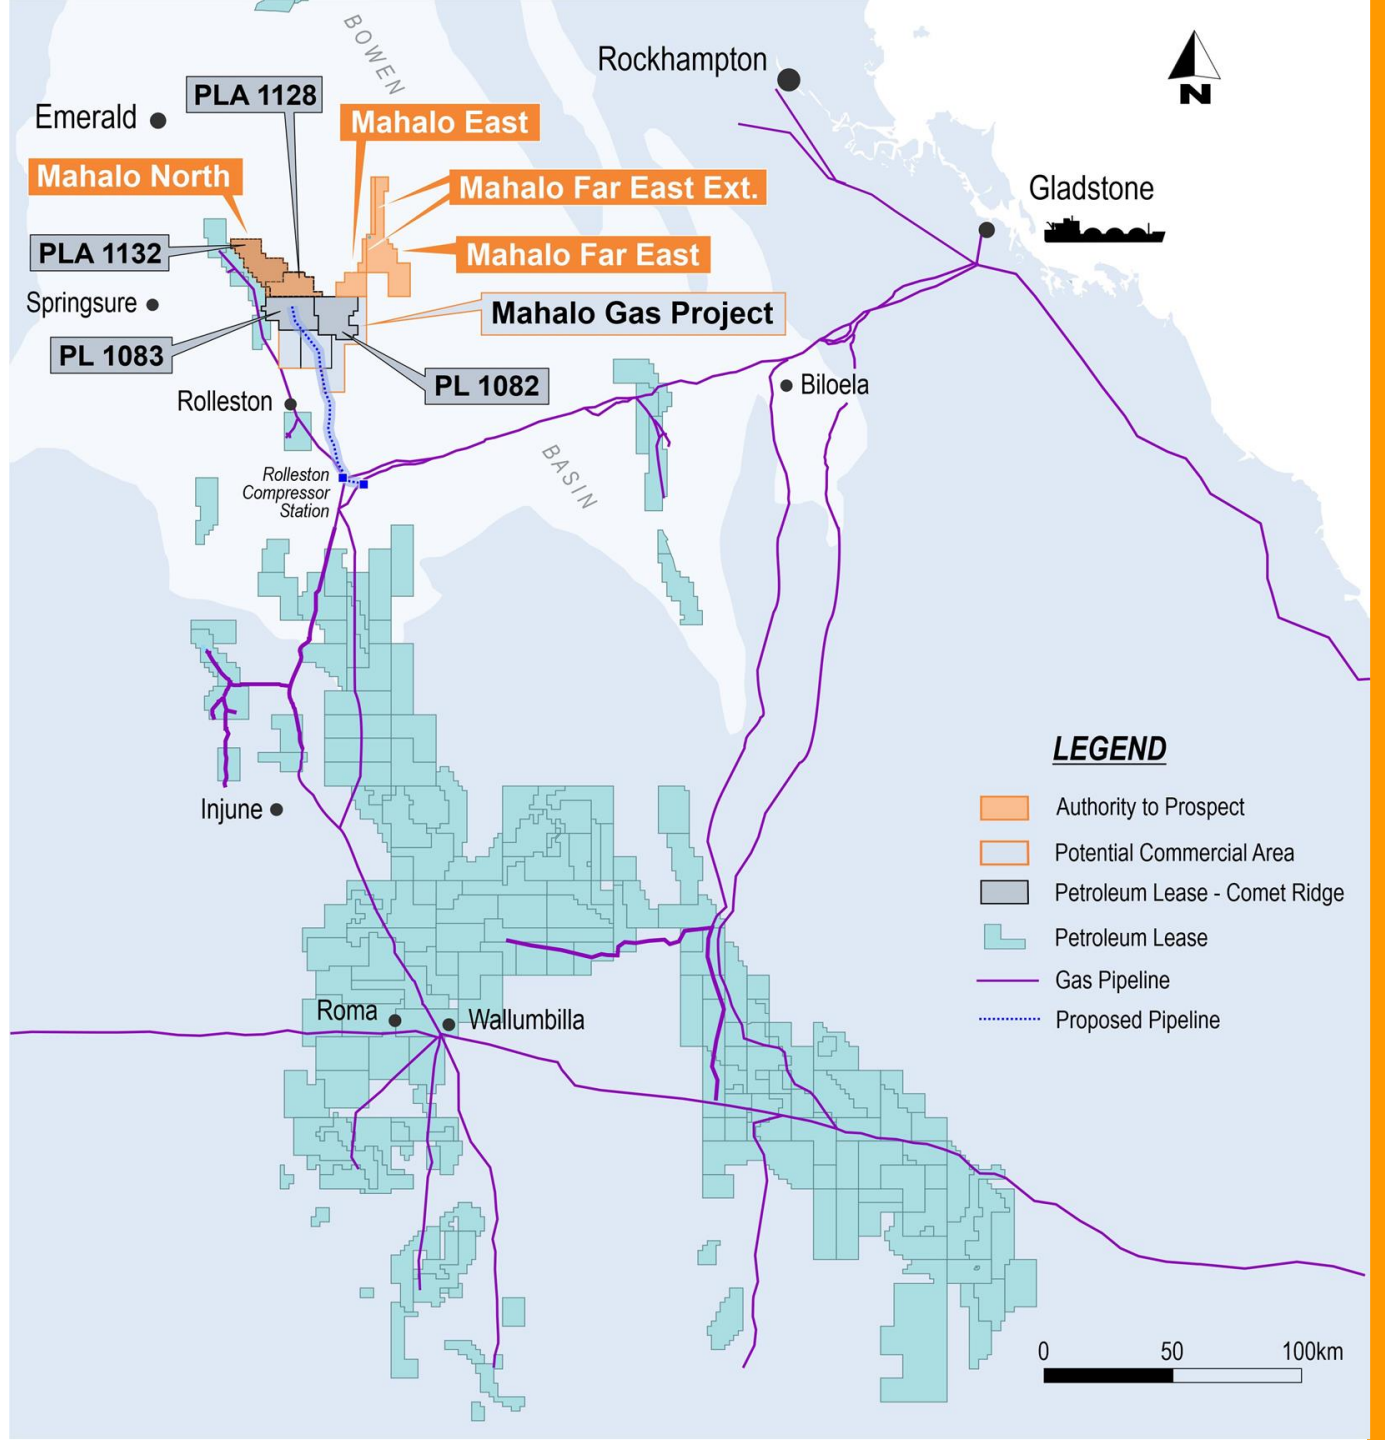 BOWEN
Rockhampton
N
PLA 1128
Emerald
Mahalo East
Mahalo North
Mahalo Far East Ext.
Gladstone
PLA 1132
Mahalo Far East
Springsure
Mahalo Gas Project
PL 1083
PL 1082
Biloela
Rolleston
BASIN
Rolleston
Compressor
Station
LEGEND
Authority to Prospect
Potential Commercial Area
Petroleum Lease - Comet Ridge
Petroleum Lease
Gas Pipeline
Proposed Pipeline
Injune
Roma
Wallumbilla
0 50 100km